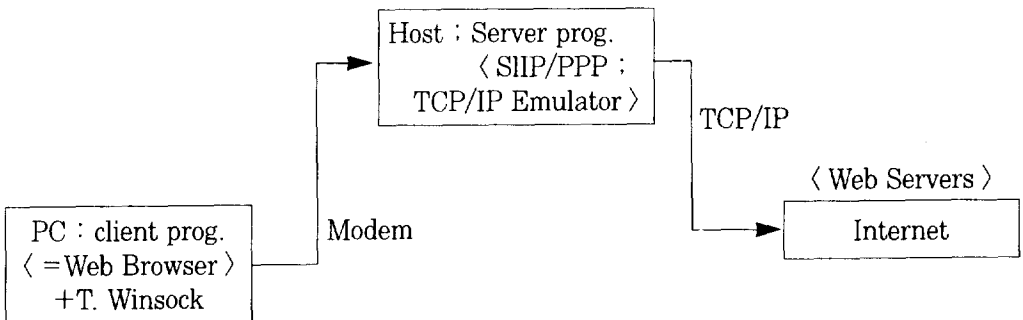 Host : Server prog.
〈 SlIP/PPP ;
TCP/IP Emulator 〉
TCP/IP
〈 Web Servers 〉
Internet
Modem
PC : client prog.
〈 =Web Browser 〉
+T. Winsock